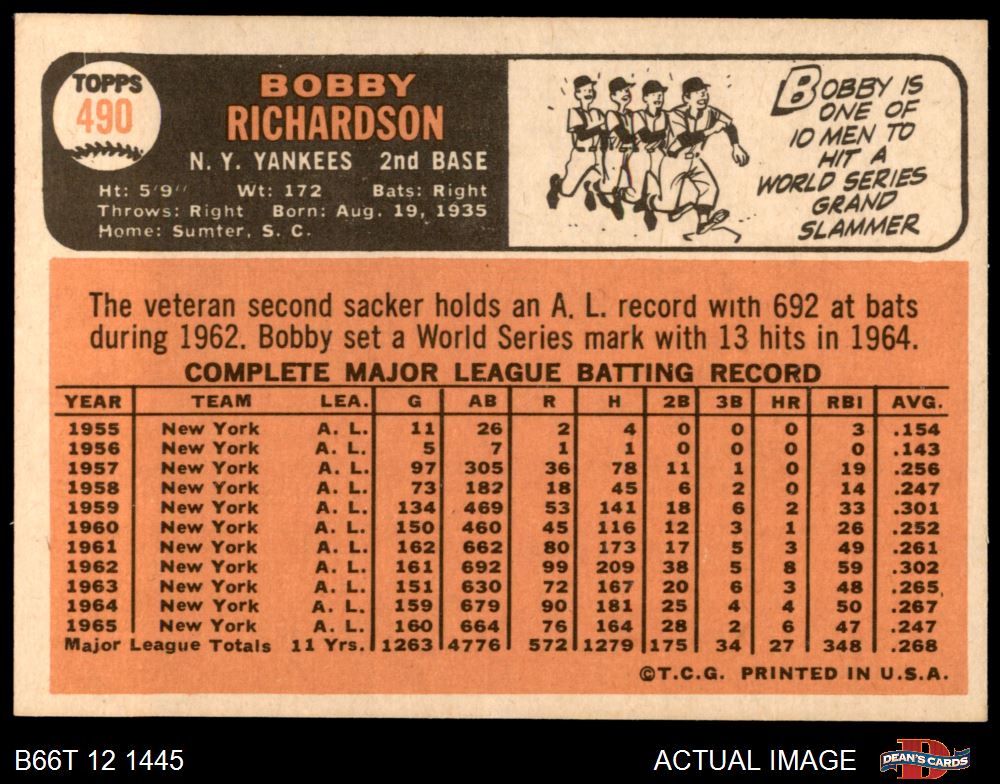 TOPPS
490
BOBBY
RICHARDSON
N. Y. YANKEES 2nd BASE
Ht: 5'9" Wt: 172 Bats: Right
Throws: Right Born: Aug. 19, 1935
Home: Sumter, S. C.
BOBBY IS
ONE OF
10 MEN TO
HIT A
WORLD SERIES
GRAND
SLAMMER
The veteran second sacker holds an A. L. record with 692 at bats
during 1962. Bobby set a World Series mark with 13 hits in 1964.
COMPLETE MAJOR LEAGUE BATTING RECORD
YEAR TEAM LEA. G AB R H 2B 3B HR RBI AVG.
1955 New York A. L. 11 26 2 4 0 0 0 3 .154
1956 New York A. L. 5 7 1 1 0 0 0 0 .143
1957 New York A. L. 97 305 36 78 11 1 0 19 .256
1958 New York A. L. 73 182 18 45 6 2 0 14 .247
1959 New York A. L. 134 469 53 141 18 6 2 33 .301
1960 New York A. L. 150 460 45 116 12 3 1 26 .252
1961 New York A. L. 162 662 80 173 17 5 3 49 .261
1962 New York A. L. 161 692 99 209 38 5 8 59 .302
1963 New York A. L. 151 630 72 167 20 6 3 48 .265
1964 New York A. L. 159 679 90 181 25 4 4 50 .267
1965 New York A. L. 160 664 76 164 28 2 6 47 .247
Major League Totals 11 Yrs. 1263 4776 572 1279 175 34 27 348 .268
©T.C.G. PRINTED IN U.S.A.
B66T 12 1445
ACTUAL IMAGE
DEAN'S CARDS